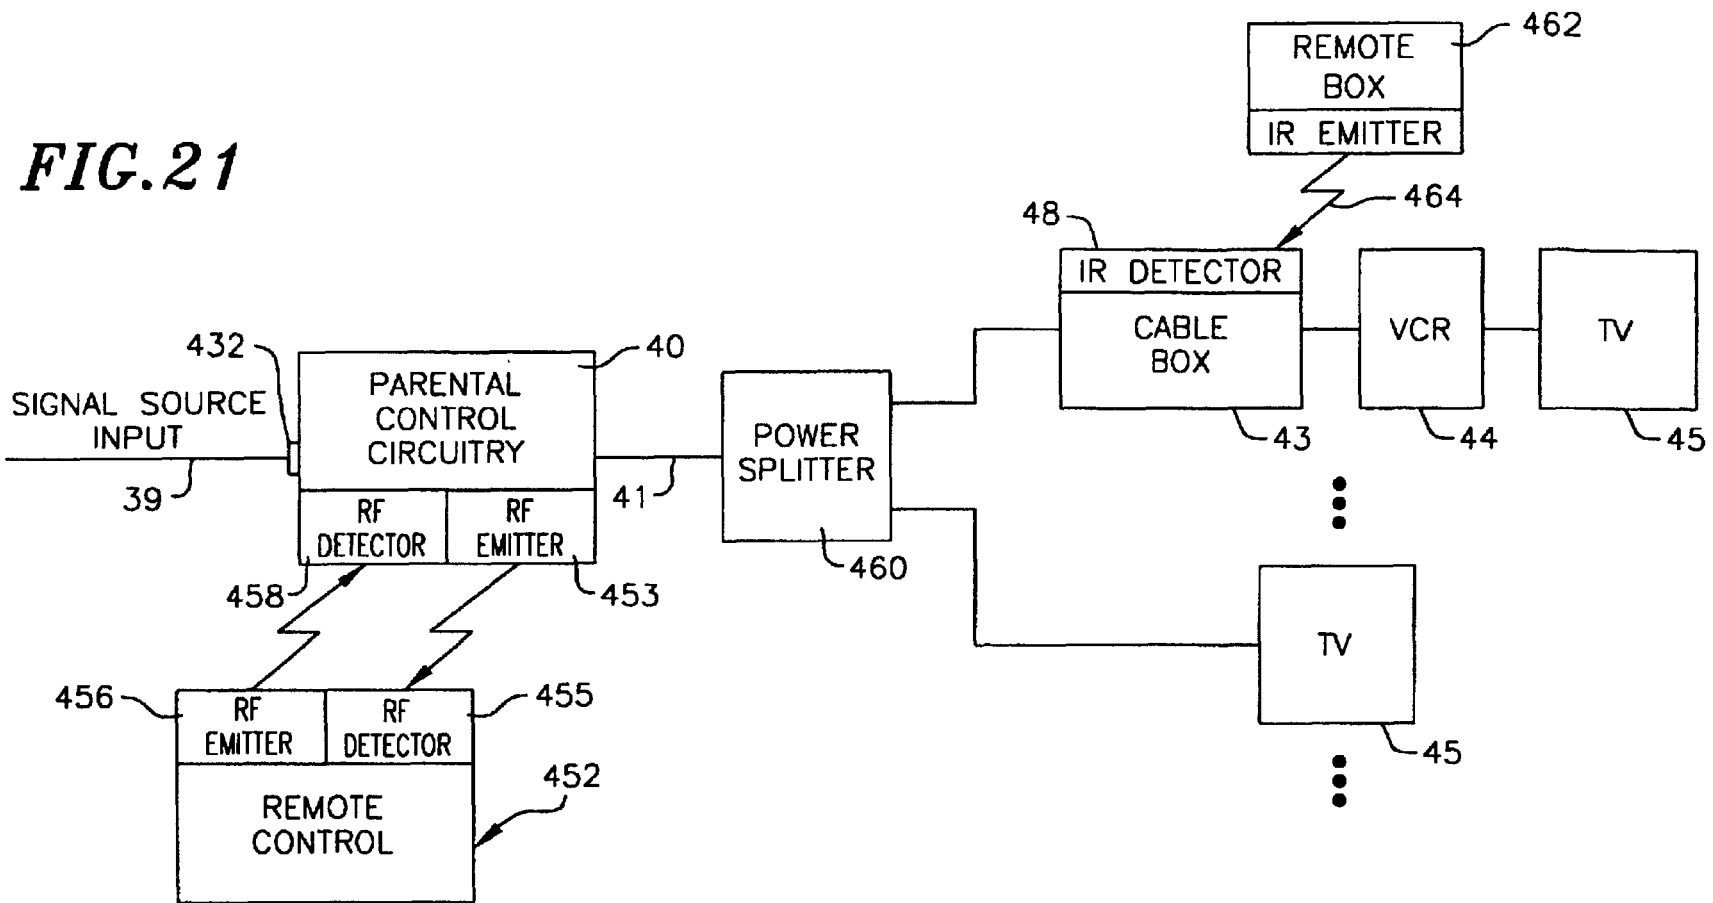 FIG.21
REMOTE
BOX
IR EMITTER
462
464
48
IR DETECTOR
CABLE
BOX
43
VCR
44
TV
45
SIGNAL SOURCE
INPUT
39
432
PARENTAL
CONTROL
CIRCUITRY
40
RF
DETECTOR
RF
EMITTER
458
453
41
POWER
SPLITTER
460
TV
45
456
RF
EMITTER
RF
DETECTOR
455
REMOTE
CONTROL
452